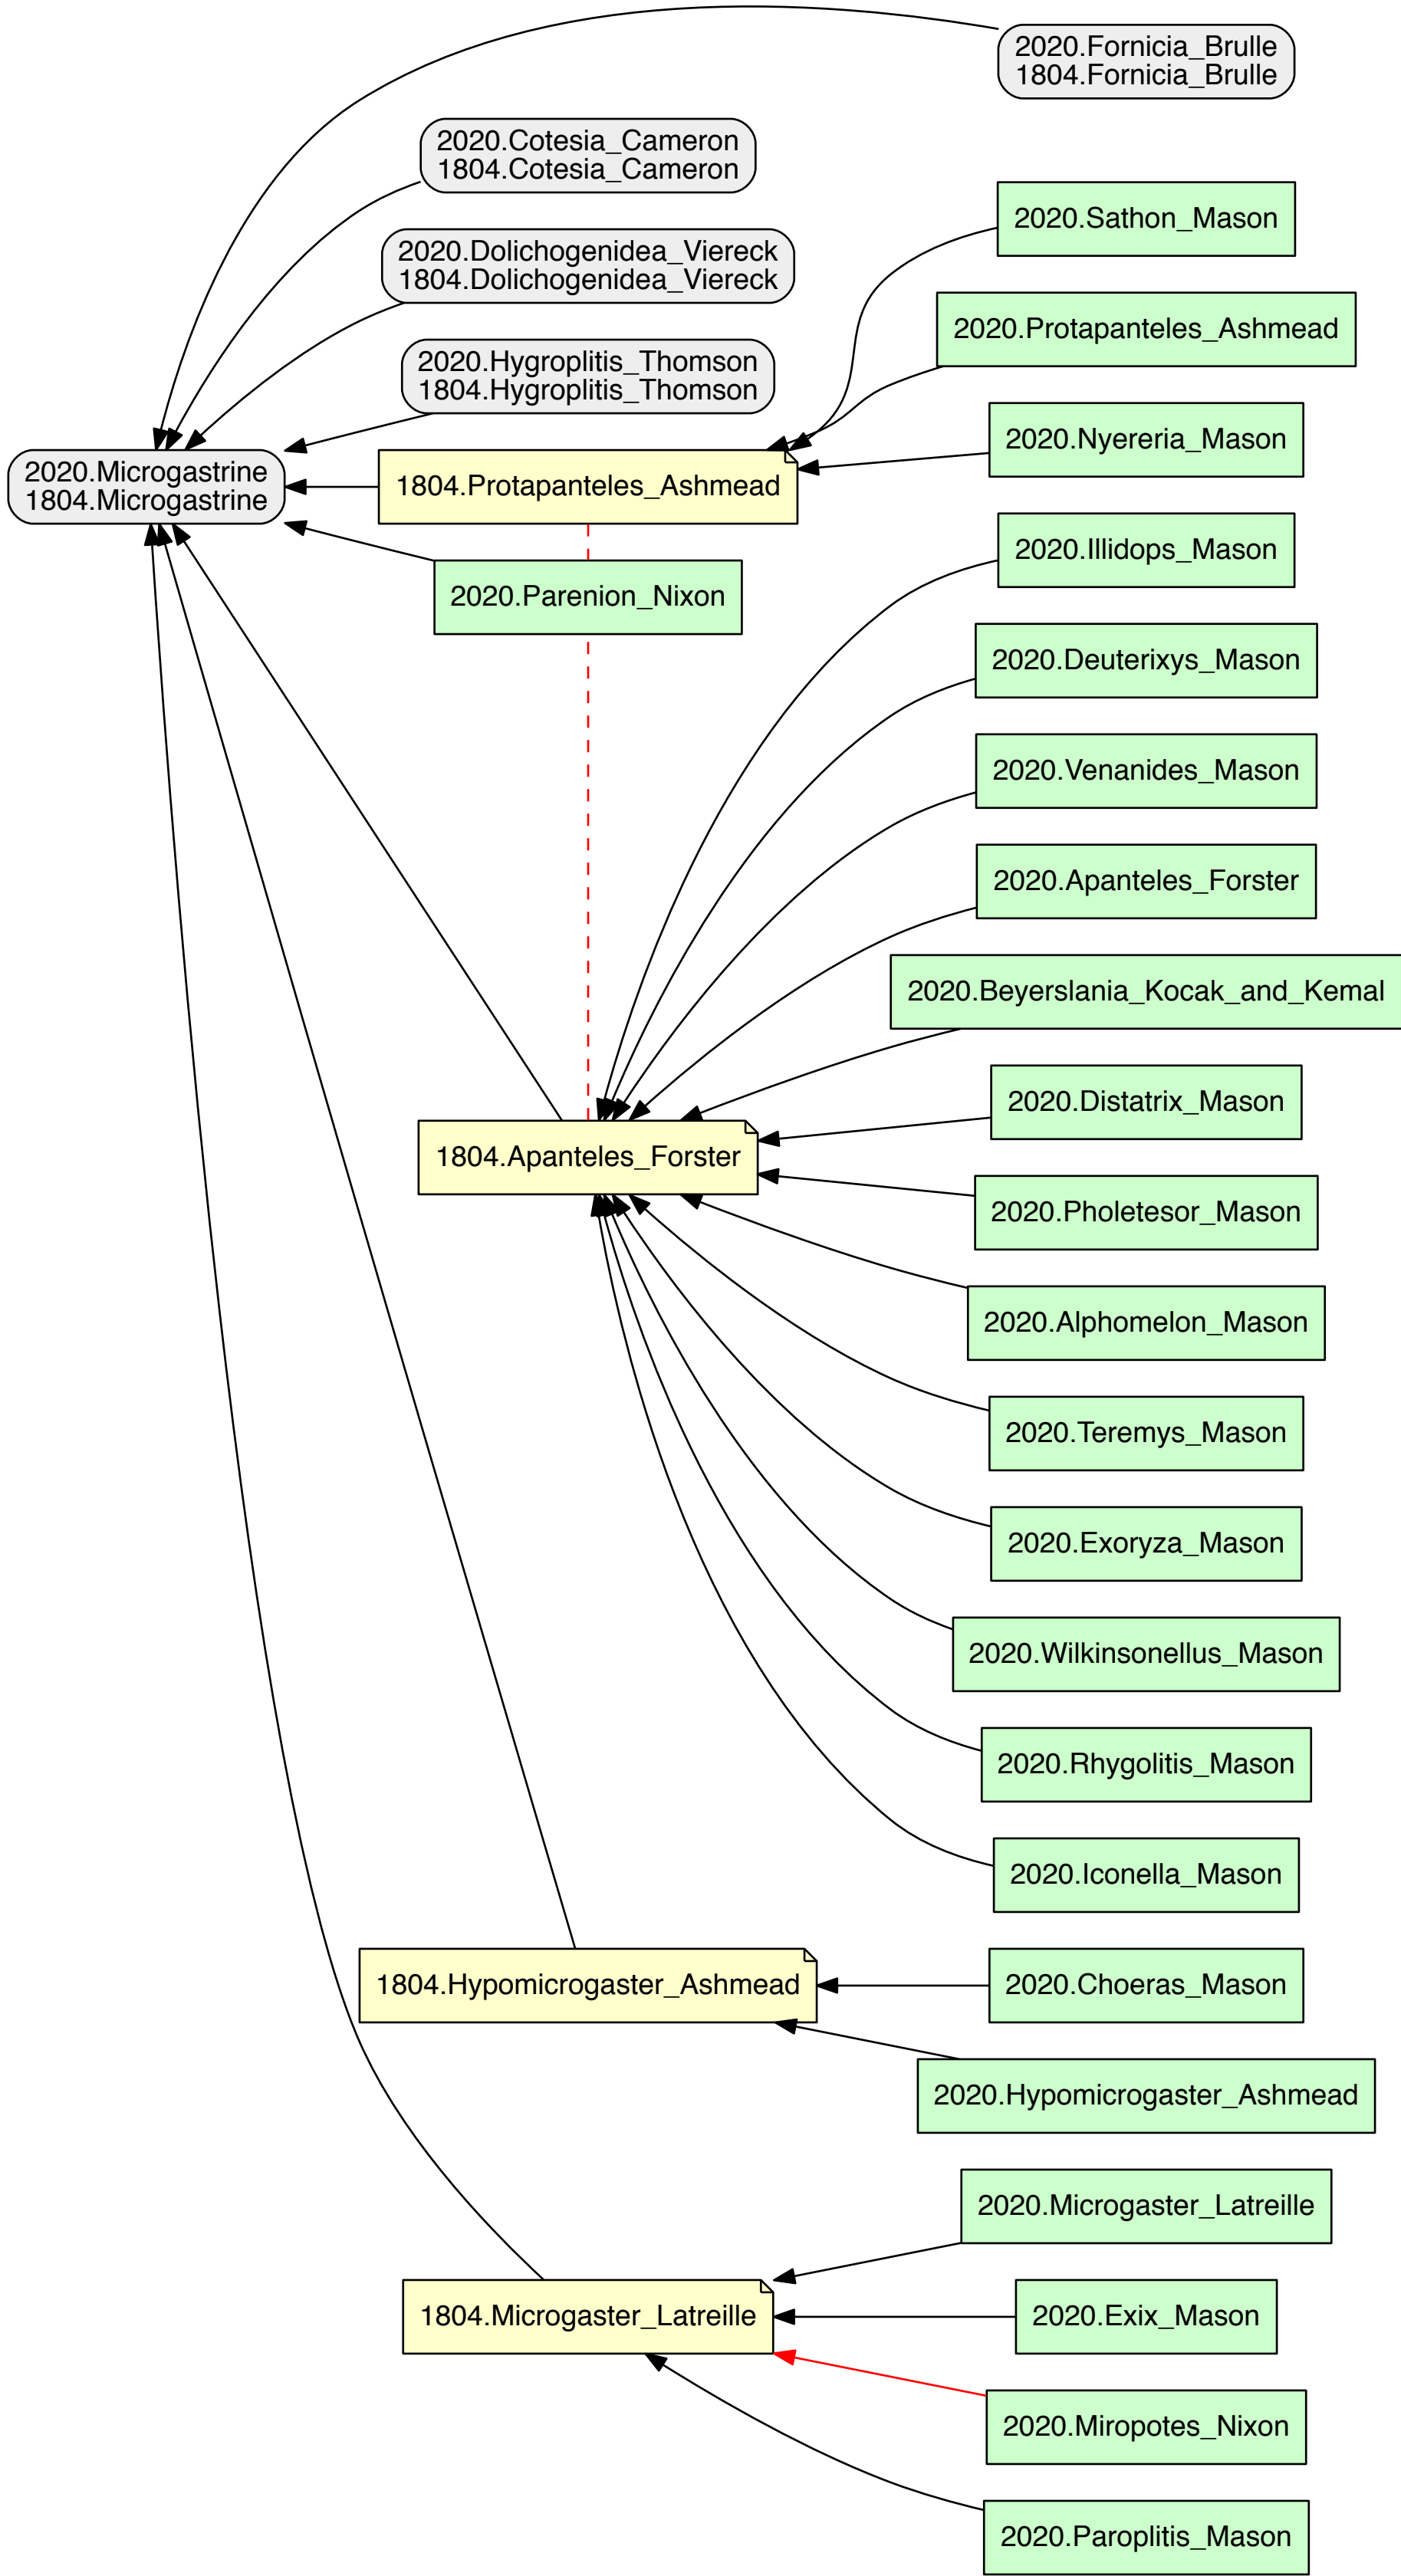 2020.Fornicia_Brulle
1804.Fornicia_Brulle
2020.Cotesia_Cameron
1804.Cotesia_Cameron
2020.Sathon_Mason
2020.Dolichogenidea_Viereck
1804.Dolichogenidea_Viereck
2020.Protapanteles_Ashmead
2020.Hygroplitis_Thomson
1804.Hygroplitis_Thomson
2020.Nyereria_Mason
2020.Microgastrine
1804.Microgastrine
1804.Protapanteles_Ashmead
2020.Illidops_Mason
2020.Parenion_Nixon
2020.Deuterixys_Mason
2020.Venanides_Mason
2020.Apanteles_Forster
2020.Beyerslania_Kocak_and_Kemal
2020.Distatrix_Mason
1804.Apanteles_Forster
2020.Pholetesor_Mason
2020.Alphomelon_Mason
2020.Teremys_Mason
2020.Exoryza_Mason
2020.Wilkinsonellus_Mason
2020.Rhygolitis_Mason
2020.Iconella_Mason
1804.Hypomicrogaster_Ashmead
2020.Choeras_Mason
2020.Hypomicrogaster_Ashmead
2020.Microgaster_Latreille
1804.Microgaster_Latreille
2020.Exix_Mason
2020.Miropotes_Nixon
2020.Paroplitis_Mason